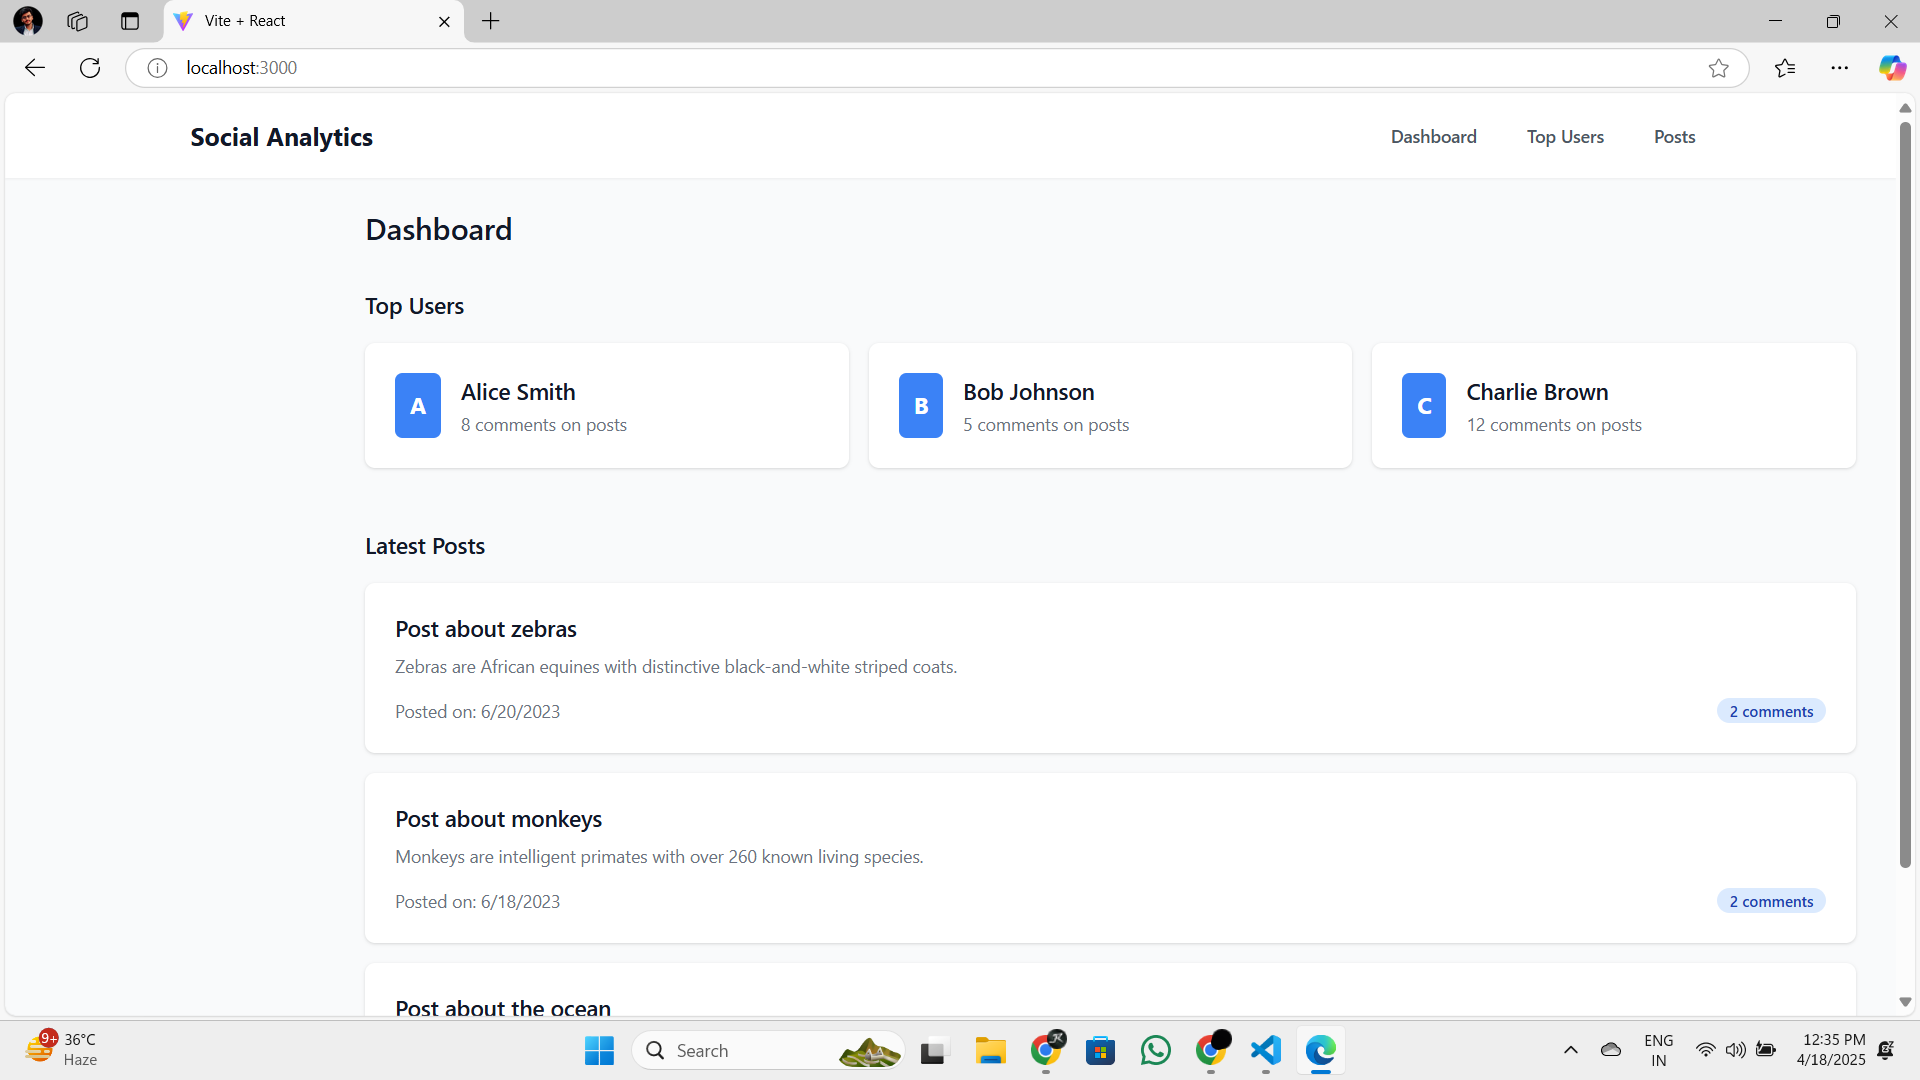 Vite + React
localhost:3000
Social Analytics
Dashboard
Top Users
Posts
Dashboard
Top Users
A
Alice Smith
8 comments on posts
B
Bob Johnson
5 comments on posts
C
Charlie Brown
12 comments on posts
Latest Posts
Post about zebras
Zebras are African equines with distinctive black-and-white striped coats.
Posted on: 6/20/2023
2 comments
Post about monkeys
Monkeys are intelligent primates with over 260 known living species.
Posted on: 6/18/2023
2 comments
Post about the ocean
9+
36°C
Haze
Search
ENG
IN
12:35 PM
4/18/2025